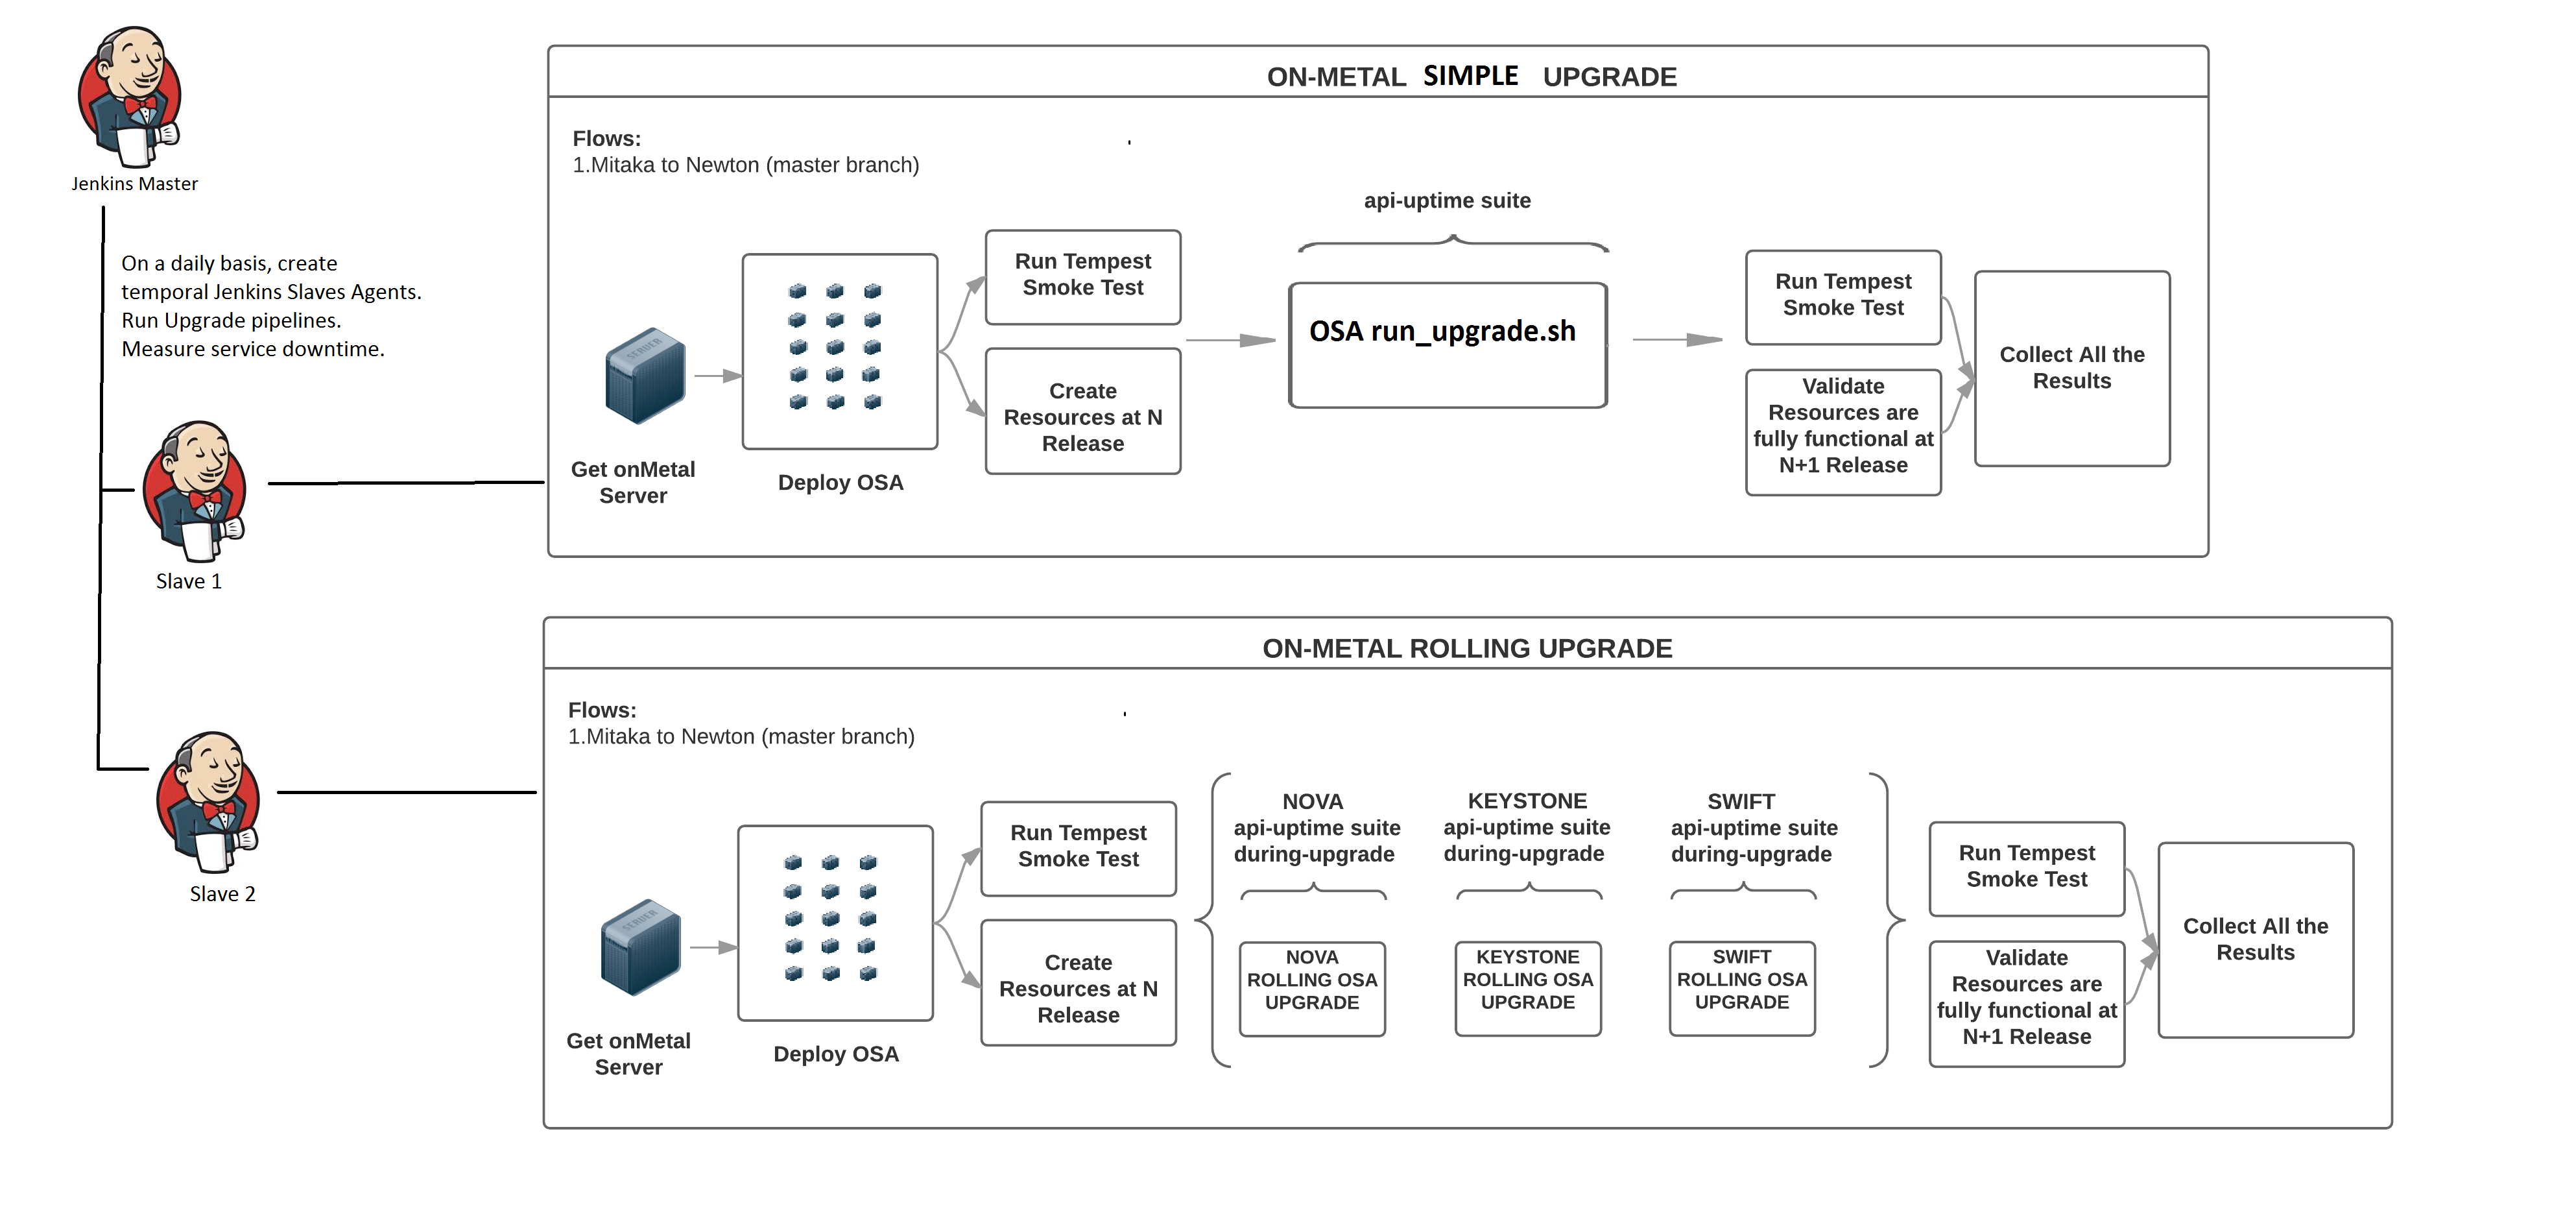 Jenkins Master
On a daily basis, create
temporal Jenkins Slaves Agents.
Run Upgrade pipelines.
Measure service downtime.
Slave 1
Slave 2
ON-METAL SIMPLE UPGRADE
Flows:
1.Mitaka to Newton (master branch)
SERVER
Get onMetal
Server
Deploy OSA
Run Tempest
Smoke Test
Create
Resources at N
Release
api-uptime suite
OSA run_upgrade.sh
Run Tempest
Smoke Test
Validate
Resources are
fully functional at
N+1 Release
Collect All the
Results
ON-METAL ROLLING UPGRADE
Flows:
1.Mitaka to Newton (master branch)
SERVER
Get onMetal
Server
Deploy OSA
Run Tempest
Smoke Test
Create
Resources at N
Release
NOVA
api-uptime suite
during-upgrade
NOVA
ROLLING OSA
UPGRADE
KEYSTONE
api-uptime suite
during-upgrade
KEYSTONE
ROLLING OSA
UPGRADE
SWIFT
api-uptime suite
during-upgrade
SWIFT
ROLLING OSA
UPGRADE
Run Tempest
Smoke Test
Validate
Resources are
fully functional at
N+1 Release
Collect All the
Results